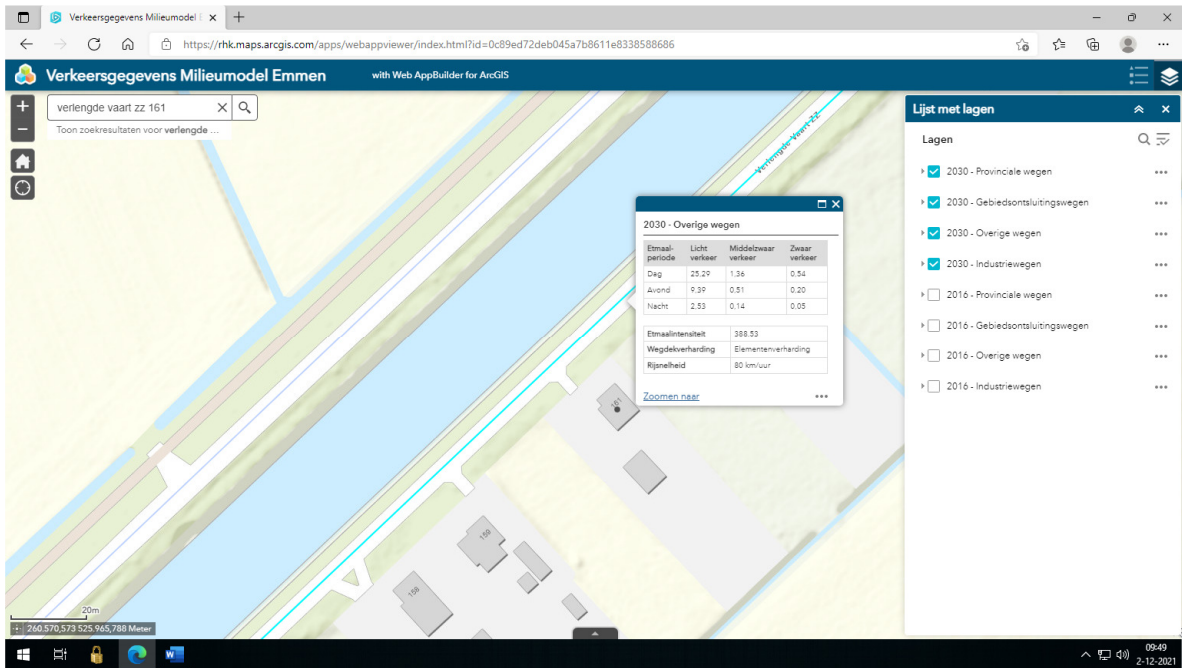 Verkeersgegevens Milieumodel E
https://rhk.maps.arcgis.com/apps/webappviewer/index.html?id=0c89ed72deb045a7b8611e8338588686
Verkeersgegevens Milieumodel Emmen
with Web AppBuilder for ArcGIS
verlengde vaart zz 161
Toon zoekresultaten voor verlengde ...
Verlengde Vaart ZZ
2030 - Overige wegen
Etmaal-periode Licht verkeer Middelzwaar verkeer Zwaar verkeer
Dag 25.29 1.36 0.54
Avond 9.39 0.51 0.20
Nacht 2.53 0.14 0.05
Etmaalintensiteit 388.53
Wegdekverharding Elementenverharding
Rijsnelheid 80 km/uur
Zoomen naar
161
159
158
Lijst met lagen
Lagen
2030 - Provinciale wegen
2030 - Gebiedsontsluitingswegen
2030 - Overige wegen
2030 - Industriewegen
2016 - Provinciale wegen
2016 - Gebiedsontsluitingswegen
2016 - Overige wegen
2016 - Industriewegen
20m
260.570,573 525.965,788 Meter
09:49
2-12-2021